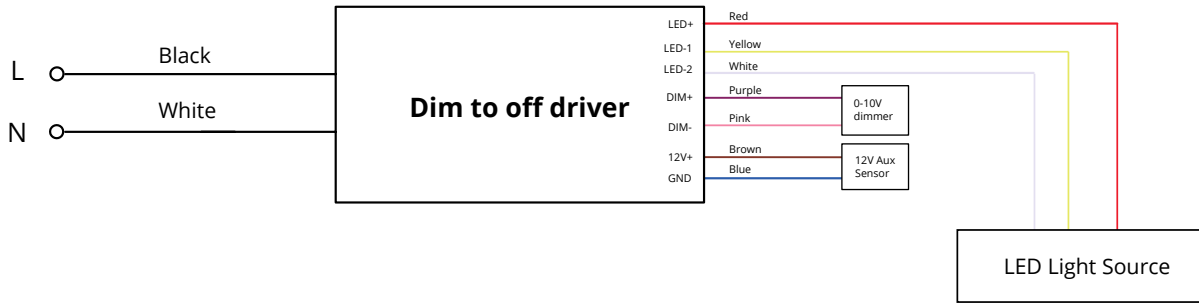 L
Black
N
White
Dim to off driver
LED+
Red
LED-1
Yellow
LED-2
White
DIM+
Purple
DIM-
Pink
0-10V
dimmer
12V+
Brown
GND
Blue
12V Aux
Sensor
LED Light Source